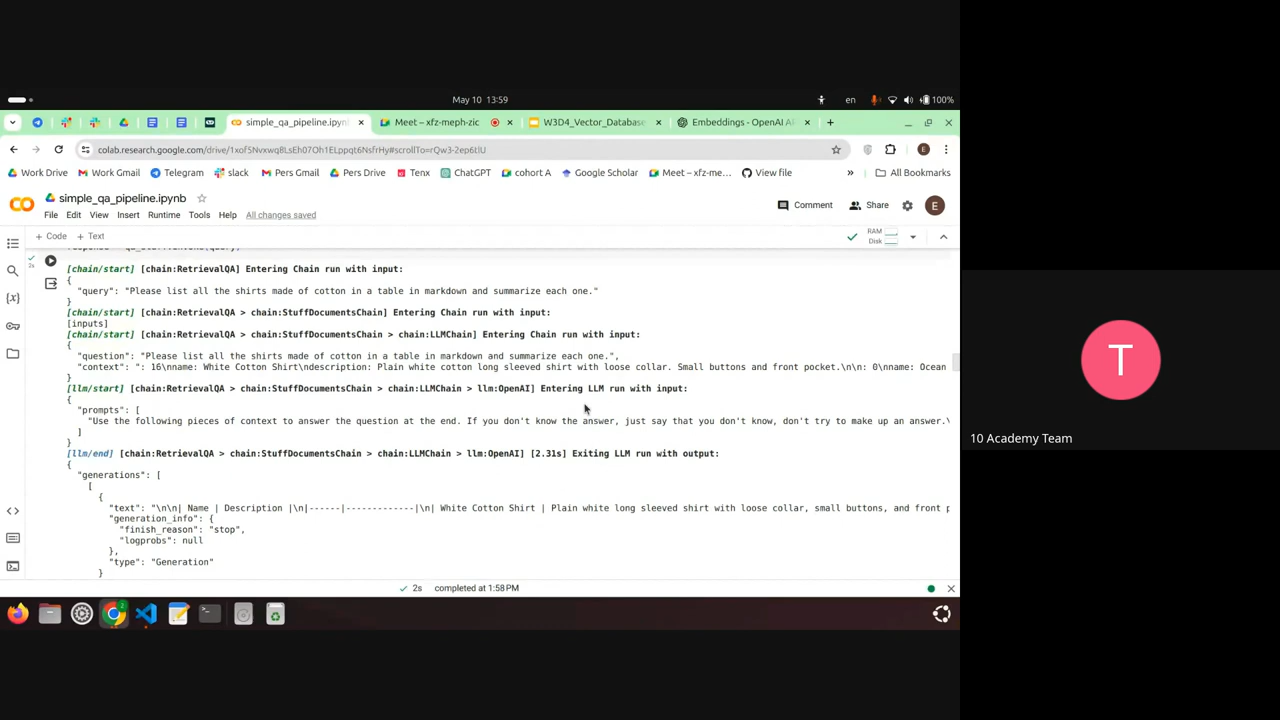 May 10 13:59
en
100%
simple_qa_pipeline.ipynb
Meet – xfz-meph-zic
W3D4_Vector_Database
Embeddings - OpenAI A
colab.research.google.com/drive/1xof5Nvxwq8LsEh07Oh1ELppqt6NsfrHy#scrollTo=rQw3-2ep6tlU
E
Work Drive
Work Gmail
Telegram
slack
Pers Gmail
Pers Drive
Tenx
ChatGPT
cohort A
Google Scholar
Meet – xfz-me...
View file
»
All Bookmarks
simple_qa_pipeline.ipynb
Comment
Share
E
File Edit View Insert Runtime Tools Help All changes saved
+ Code + Text
RAM
Disk
2s
[chain/start] [chain:RetrievalQA] Entering Chain run with input:
{
"query": "Please list all the shirts made of cotton in a table in markdown and summarize each one."
}
[chain/start] [chain:RetrievalQA > chain:StuffDocumentsChain] Entering Chain run with input:
[inputs]
[chain/start] [chain:RetrievalQA > chain:StuffDocumentsChain > chain:LLMChain] Entering Chain run with input:
{
"question": "Please list all the shirts made of cotton in a table in markdown and summarize each one.",
"context": ": 16\nname: White Cotton Shirt\ndescription: Plain white cotton long sleeved shirt with loose collar. Small buttons and front pocket.\n\n: 0\nname: Ocean
}
[llm/start] [chain:RetrievalQA > chain:StuffDocumentsChain > chain:LLMChain > llm:OpenAI] Entering LLM run with input:
{
"prompts": [
"Use the following pieces of context to answer the question at the end. If you don't know the answer, just say that you don't know, don't try to make up an answer.\
]
}
[llm/end] [chain:RetrievalQA > chain:StuffDocumentsChain > chain:LLMChain > llm:OpenAI] [2.31s] Exiting LLM run with output:
{
"generations": [
[
{
"text": "\n\n| Name | Description |\n|------|-------------|\n| White Cotton Shirt | Plain white long sleeved shirt with loose collar, small buttons, and front p
"generation_info": {
"finish_reason": "stop",
"logprobs": null
},
"type": "Generation"
}
2s completed at 1:58 PM
T
10 Academy Team